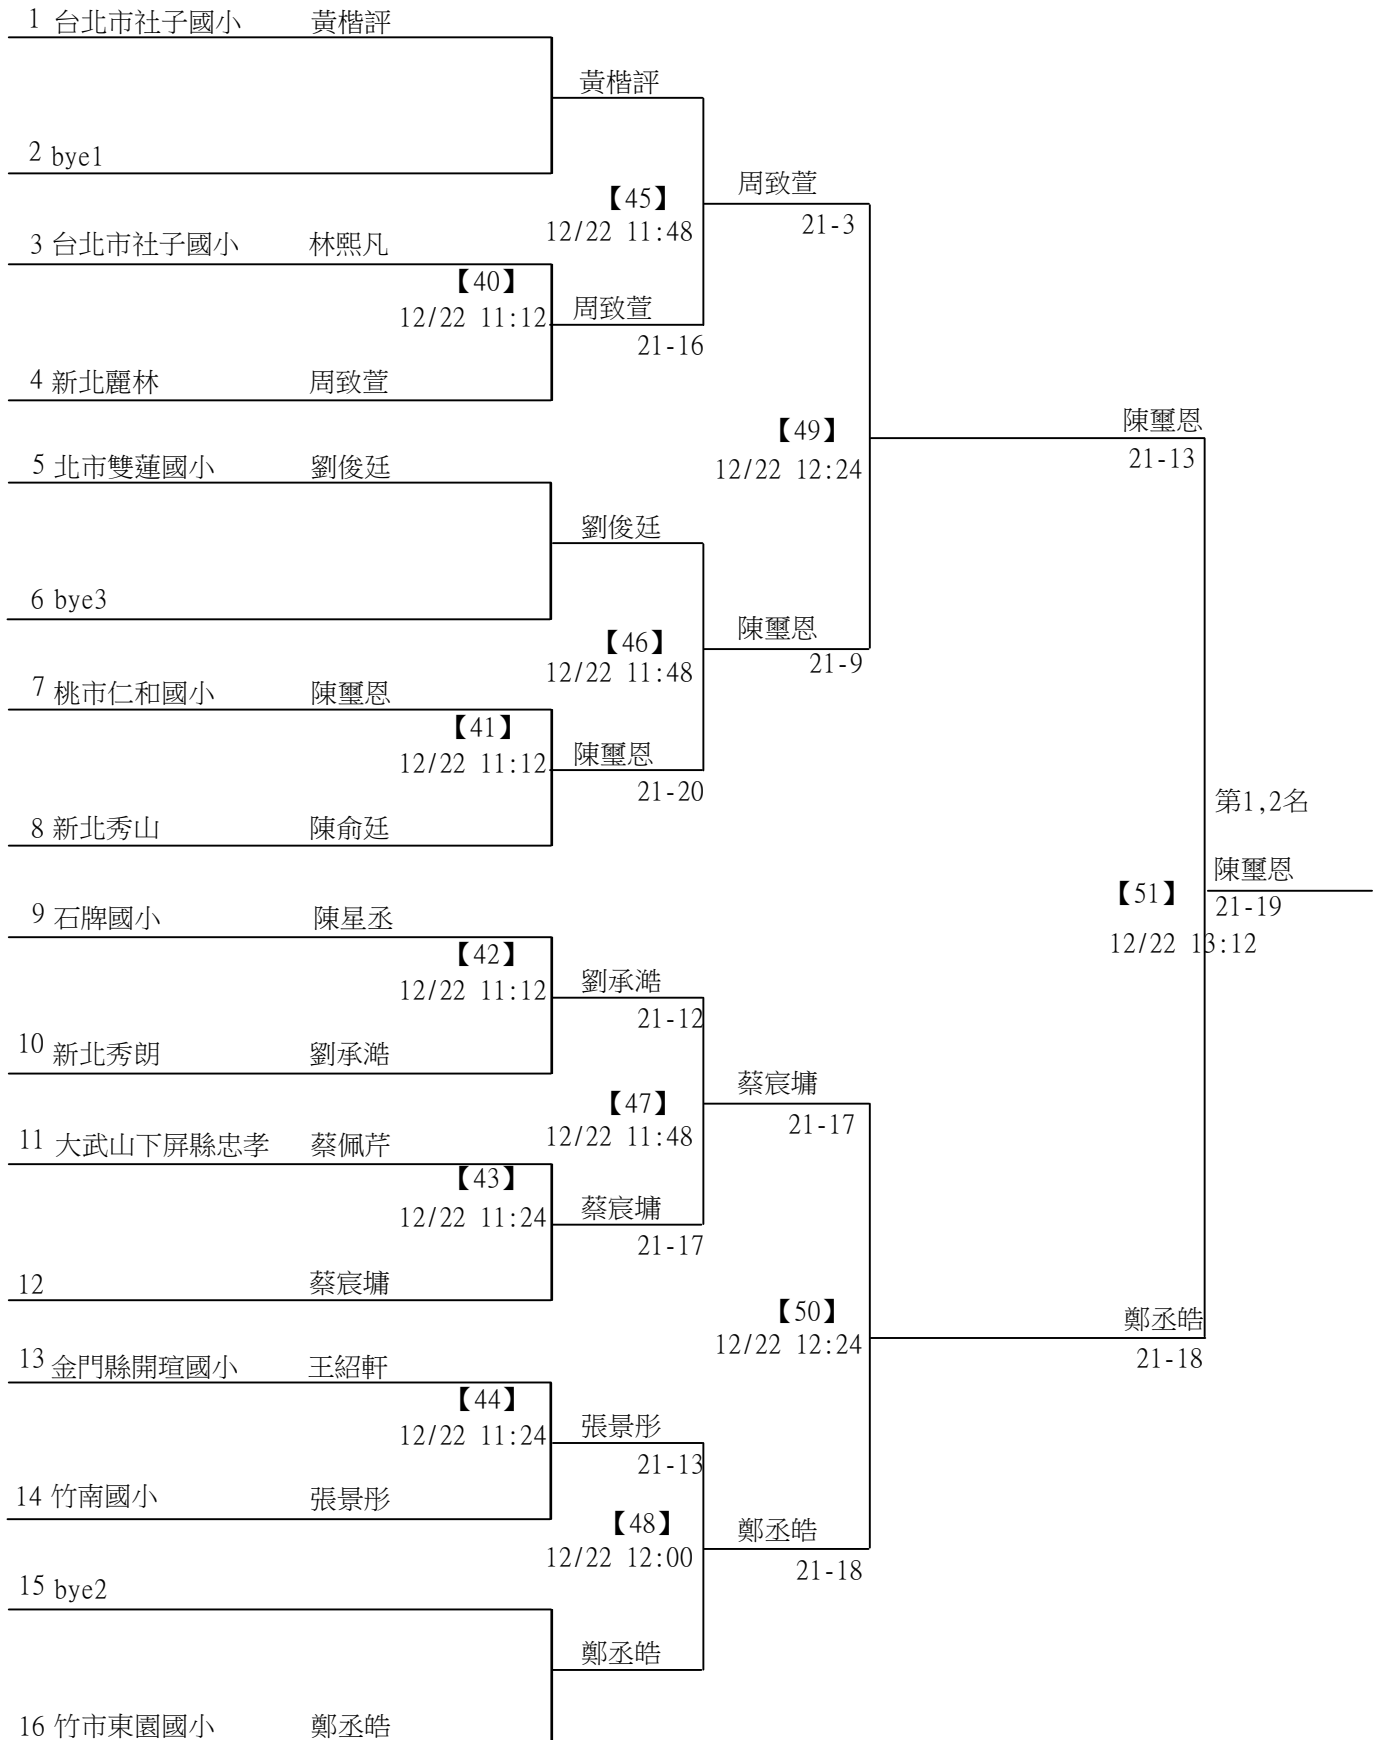 1 台北市社子國小 黃楷評
黃楷評
2 bye1
周致萱
【45】
21-3
12/22 11:48
3 台北市社子國小 林熙凡
【40】
周致萱
12/22 11:12
21-16
4 新北麗林 周致萱
陳璽恩
【49】
21-13
12/22 12:24
5 北市雙蓮國小 劉俊廷
劉俊廷
6 bye3
陳璽恩
【46】
21-9
12/22 11:48
7 桃市仁和國小 陳璽恩
【41】
陳璽恩
12/22 11:12
21-20
第1,2名
8 新北秀山 陳俞廷
陳璽恩
【51】
21-19
12/22 13:12
9 石牌國小 陳星丞
【42】
劉承澔
12/22 11:12
21-12
10 新北秀朗 劉承澔
蔡宸墉
【47】
21-17
12/22 11:48
11 大武山下屏縣忠孝 蔡佩芹
【43】
蔡宸墉
12/22 11:24
21-17
12 蔡宸墉
【50】
鄭丞皓
12/22 12:24
21-18
13 金門縣開瑄國小 王紹軒
【44】
張景彤
12/22 11:24
21-13
14 竹南國小 張景彤
【48】
鄭丞皓
12/22 12:00
21-18
15 bye2
鄭丞皓
16 竹市東園國小 鄭丞皓